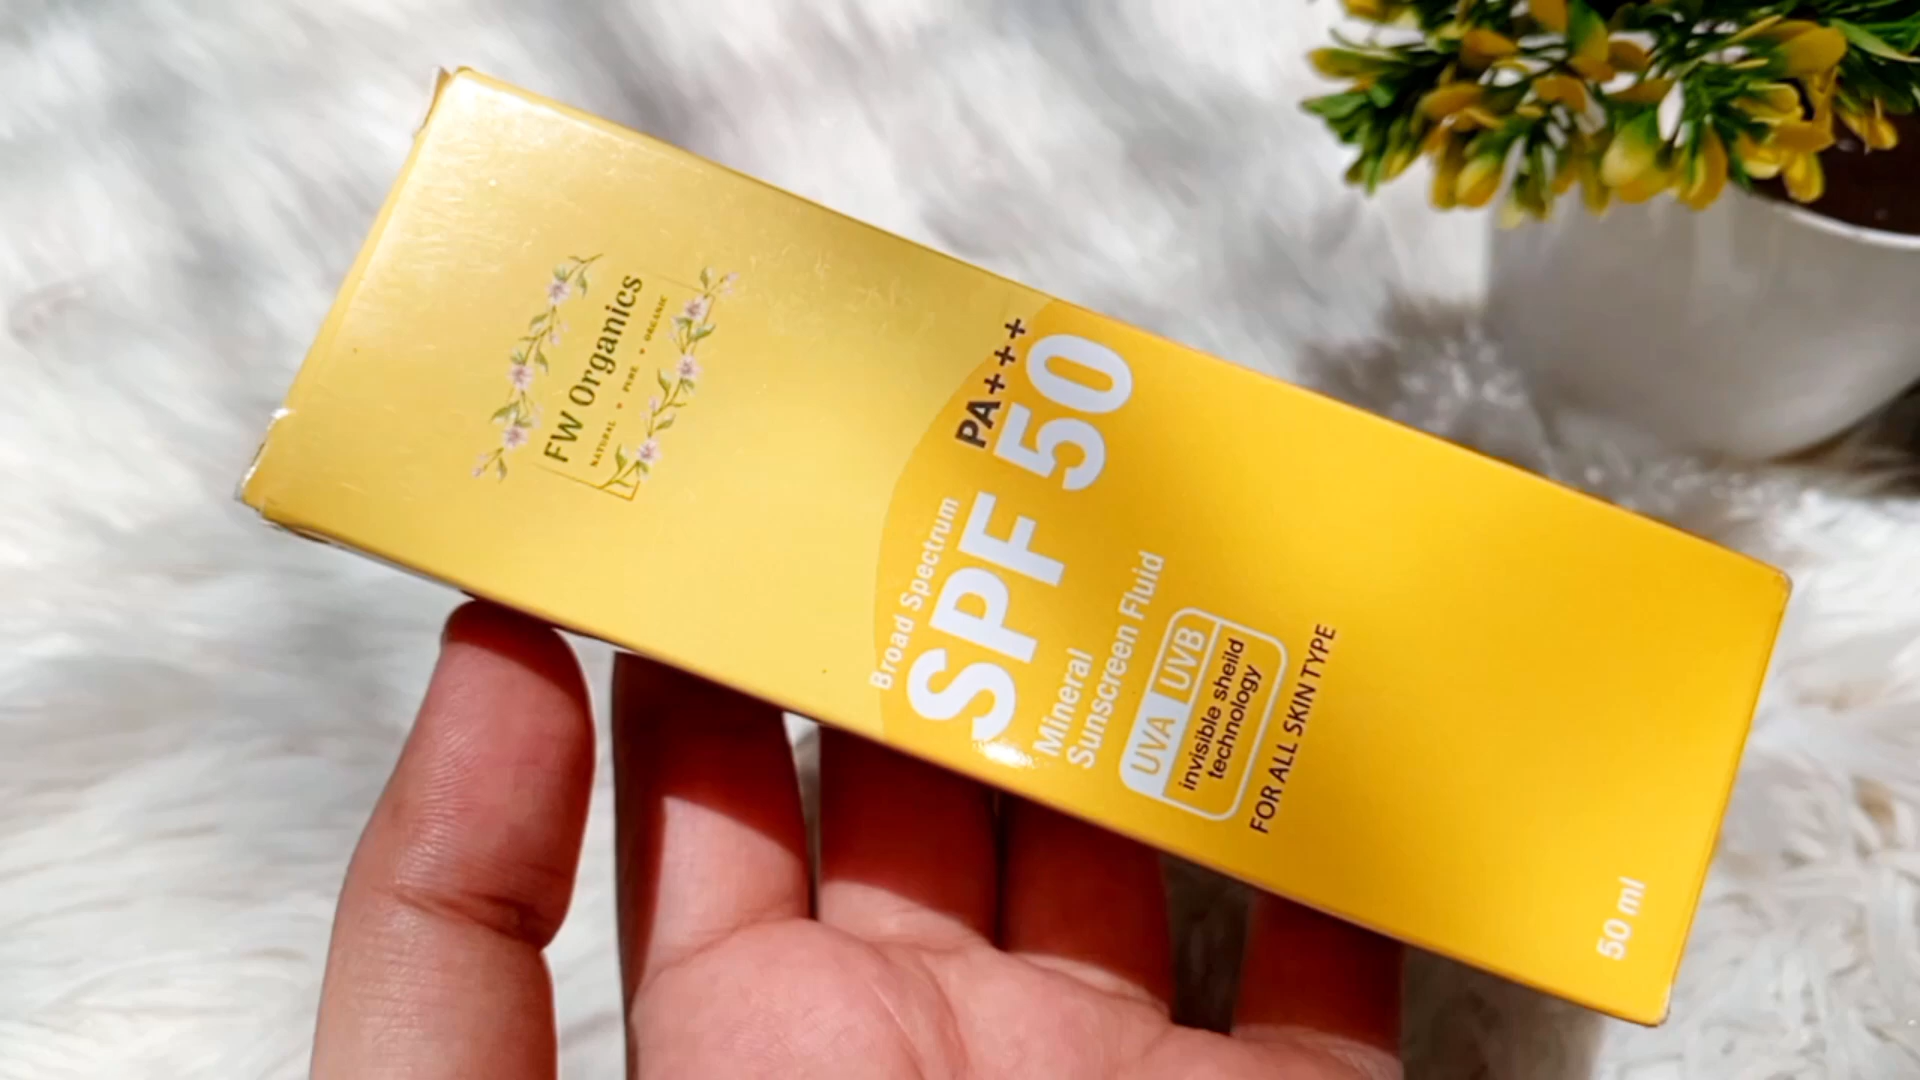 FW Organics
NATURAL • PURE • ORGANIC
PA+++
Broad Spectrum
SPF 50
Mineral
Sunscreen Fluid
UVA UVB
invisible sheild
technology
FOR ALL SKIN TYPE
50 ml